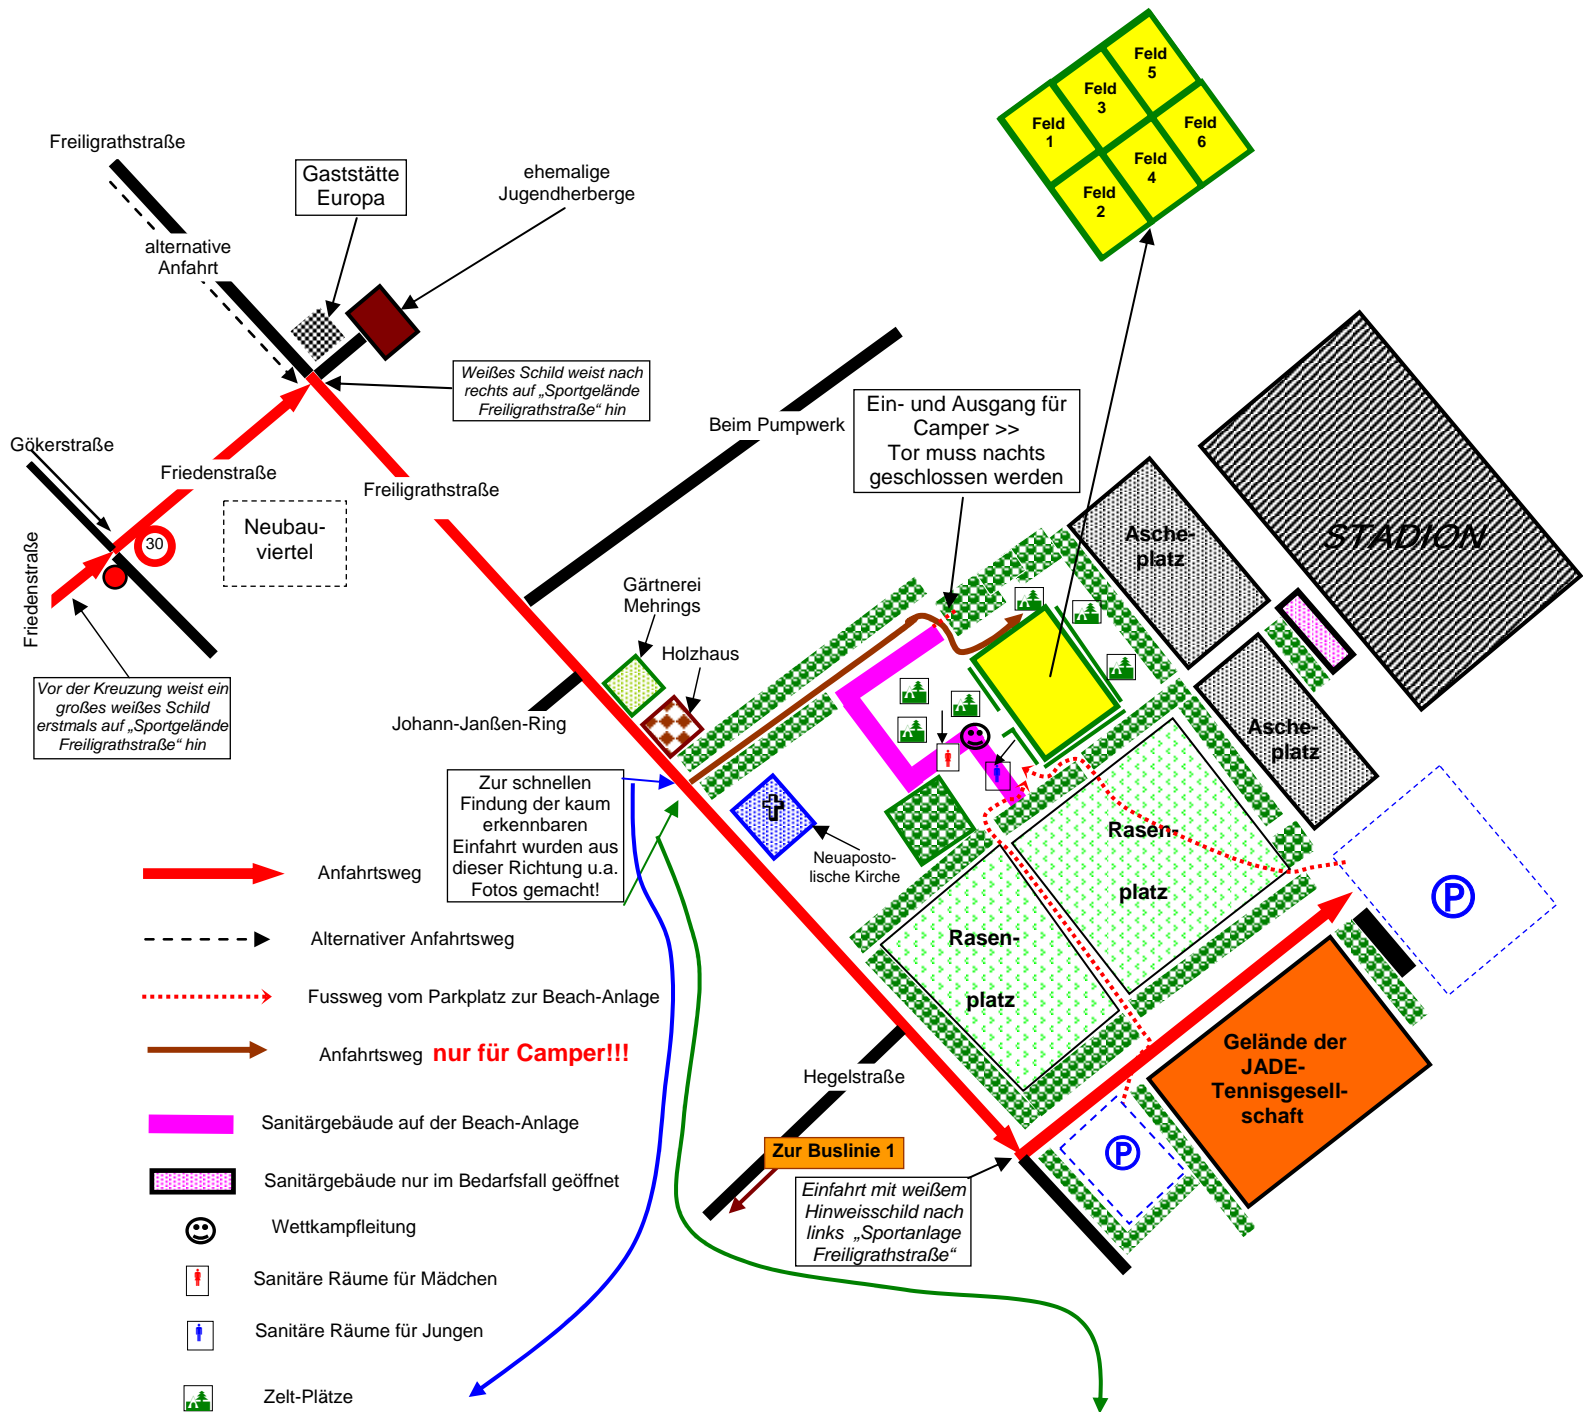 Feld
5
Feld
3
Feld
6
Feld
1
Feld
4
Feld
2
Freiligrathstraße
Gaststätte
Europa
ehemalige
Jugendherberge
alternative
Anfahrt
Weißes Schild weist nach
rechts auf „Sportgelände
Freiligrathstraße“ hin
Beim Pumpwerk
Ein- und Ausgang für
Camper >>
Tor muss nachts
geschlossen werden
Gökerstraße
Friedenstraße
Freiligrathstraße
Neubau-
viertel
30
Friedenstraße
Vor der Kreuzung weist ein
großes weißes Schild
erstmals auf „Sportgelände
Freiligrathstraße“ hin
Gärtnerei
Mehrings
Holzhaus
Johann-Janßen-Ring
Asche-
platz
STADION
Asche-
platz
Zur schnellen
Findung der kaum
erkennbaren
Einfahrt wurden aus
dieser Richtung u.a.
Fotos gemacht!
Neuaposto-
lische Kirche
Rasen-
platz
Rasen-
platz
P
Gelände der
JADE-
Tennisgesell-
schaft
P
Hegelstraße
Zur Buslinie 1
Einfahrt mit weißem
Hinweisschild nach
links „Sportanlage
Freiligrathstraße“
Anfahrtsweg
Alternativer Anfahrtsweg
Fussweg vom Parkplatz zur Beach-Anlage
Anfahrtsweg nur für Camper!!!
Sanitärgebäude auf der Beach-Anlage
Sanitärgebäude nur im Bedarfsfall geöffnet
Wettkampfleitung
Sanitäre Räume für Mädchen
Sanitäre Räume für Jungen
Zelt-Plätze